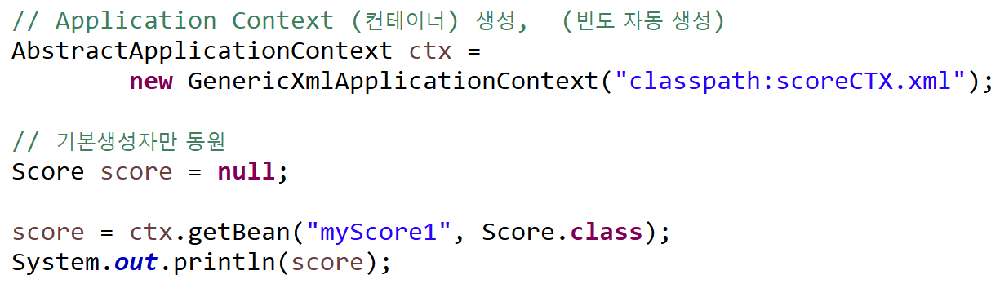 // Application Context (컨테이너) 생성,  (빈도 자동 생성)
AbstractApplicationContext ctx =
        new GenericXmlApplicationContext("classpath:scoreCTX.xml");
// 기본생성자만 동원
Score score = null;
score = ctx.getBean("myScore1", Score.class);
System.out.println(score);